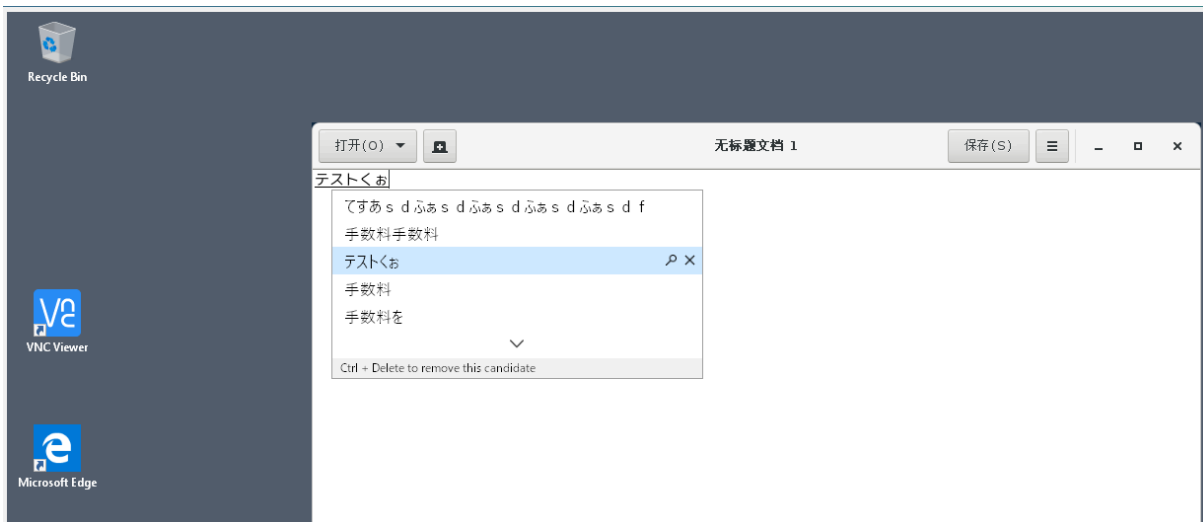 Recycle Bin
打开(O)
无标题文档 1
保存(S)
テストくぉ
てすあｓｄふぁｓｄふぁｓｄふぁｓｄふぁｓｄｆ
手数料手数料
テストくぉ
手数料
手数料を
Ctrl + Delete to remove this candidate
VNC Viewer
Microsoft Edge